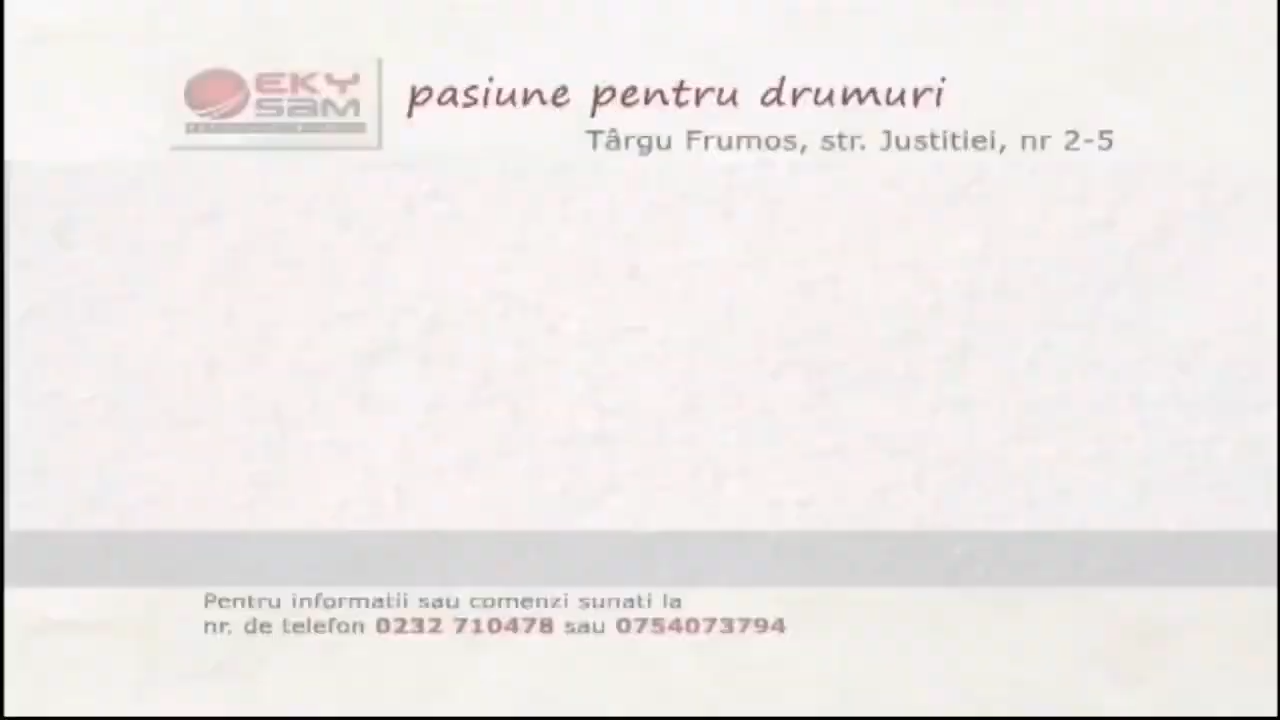 EKY
sam
pasiune pentru drumuri
Târgu Frumos, str. Justitiei, nr 2-5
Pentru informatii sau comenzi sunati la
nr. de telefon 0232 710478 sau 0754073794